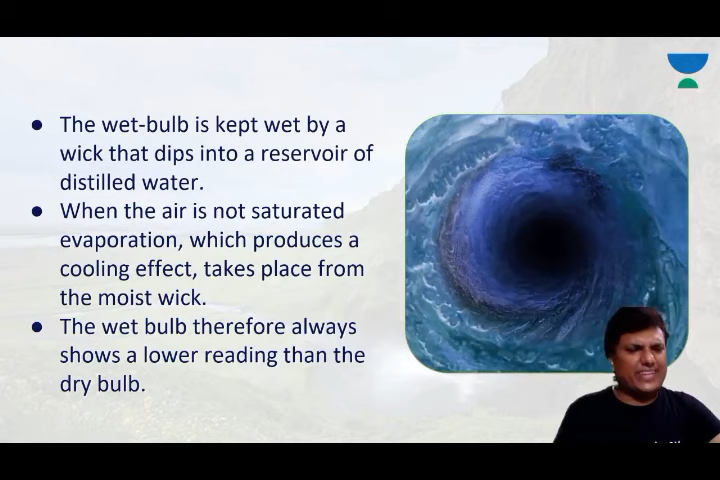 ● The wet-bulb is kept wet by a
wick that dips into a reservoir of
distilled water.
● When the air is not saturated
evaporation, which produces a
cooling effect, takes place from
the moist wick.
● The wet bulb therefore always
shows a lower reading than the
dry bulb.